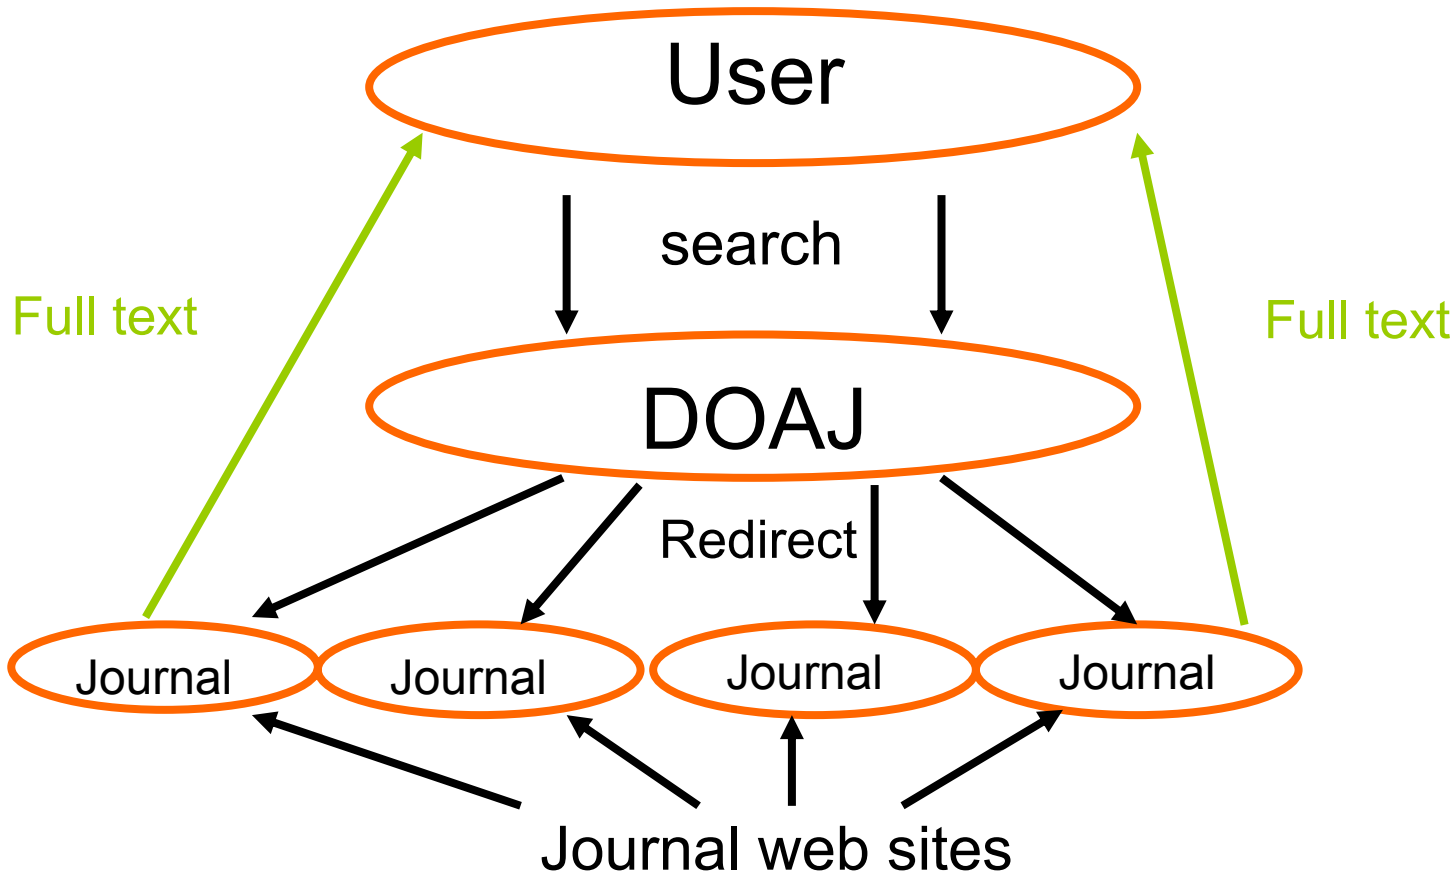 User
search
Full text
Full text
DOAJ
Redirect
Journal
Journal
Journal
Journal
Journal web sites